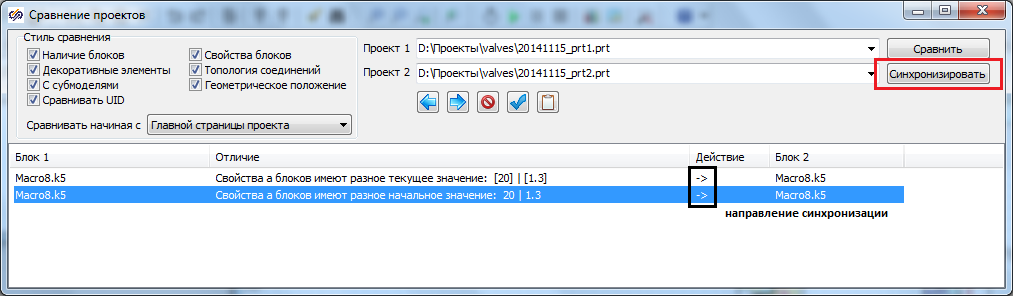 Сравнение проектов
Стиль сравнения
Наличие блоков
Свойства блоков
Декоративные элементы
Топология соединений
С субмоделями
Геометрическое положение
Сравнивать UID
Сравнивать начиная с Главной страницы проекта
Проект 1 D:\Проекты\valves\20141115_prt1.prt Сравнить
Проект 2 D:\Проекты\valves\20141115_prt2.prt Синхронизировать
Блок 1 Отличие Действие Блок 2
Macro8.k5 Свойства a блоков имеют разное текущее значение: [20] | [1.3] -> Macro8.k5
Macro8.k5 Свойства a блоков имеют разное начальное значение: 20 | 1.3 -> Macro8.k5
направление синхронизации